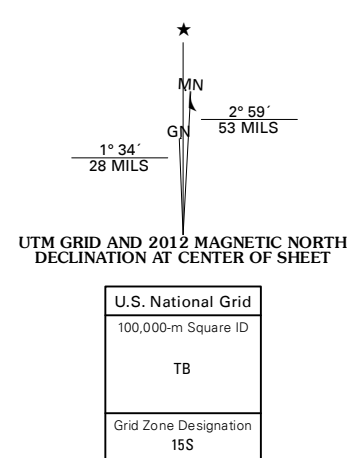 MN
GN
2° 59´
53 MILS
1° 34´
28 MILS
UTM GRID AND 2012 MAGNETIC NORTH
DECLINATION AT CENTER OF SHEET
U.S. National Grid
100,000-m Square ID
TB
Grid Zone Designation
15S